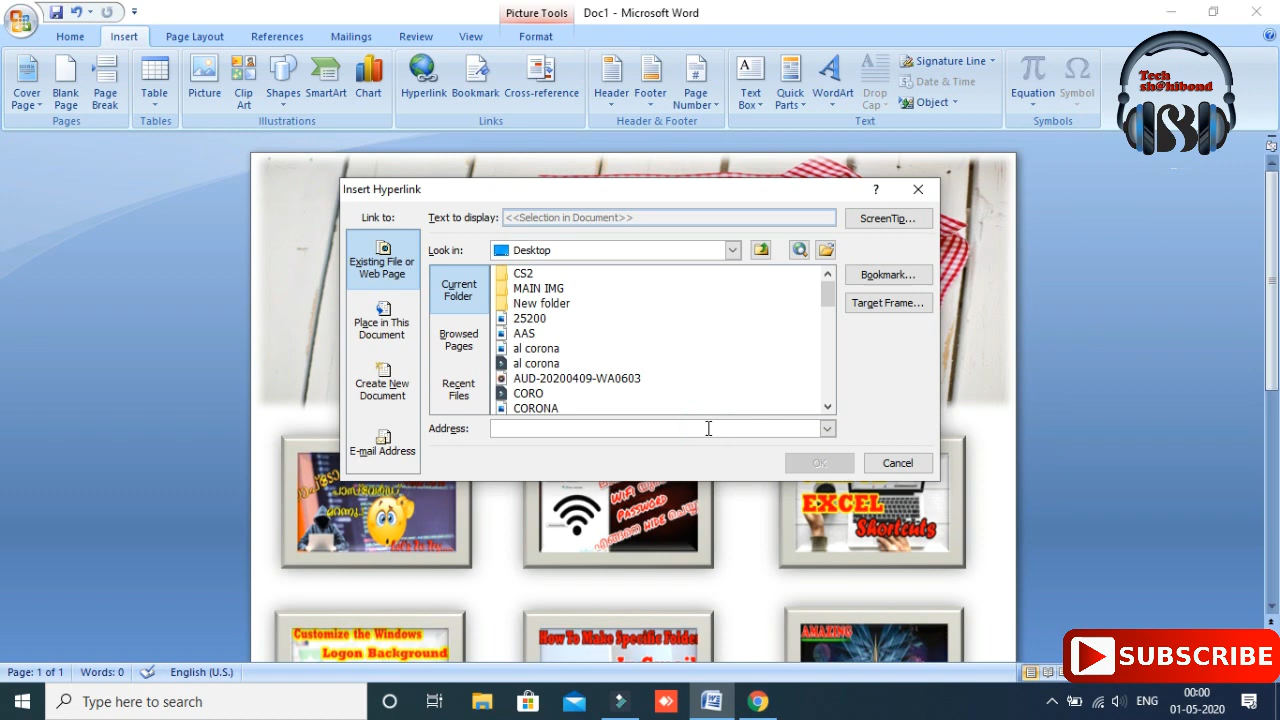 Picture Tools
Doc1 - Microsoft Word
Home Insert Page Layout References Mailings Review View Format
Cover Page
Blank Page
Page Break
Table
Picture
Clip Art
Shapes
SmartArt
Chart
Hyperlink
Bookmark
Cross-reference
Header
Footer
Page Number
Text Box
Quick Parts
WordArt
Drop Cap
Signature Line
Date & Time
Object
Equation
Symbol
Pages Tables Illustrations Links Header & Footer Text Symbols
Tech
sh@hibond
Insert Hyperlink
Link to:
Text to display: <<Selection in Document>>
ScreenTip...
Existing File or Web Page
Place in This Document
Create New Document
E-mail Address
Look in: Desktop
Current Folder
Browsed Pages
Recent Files
CS2
MAIN IMG
New folder
25200
AAS
al corona
al corona
AUD-20200409-WA0603
CORO
CORONA
Bookmark...
Target Frame...
Address:
OK
Cancel
PASSWORD
HIDE
EXCEL
Shortcuts
Customize the Windows
Logon Background
How To Make Specific Folder
AMAZING
SUBSCRIBE
Page: 1 of 1 Words: 0 English (U.S.)
Type here to search
ENG
00:00
01-05-2020